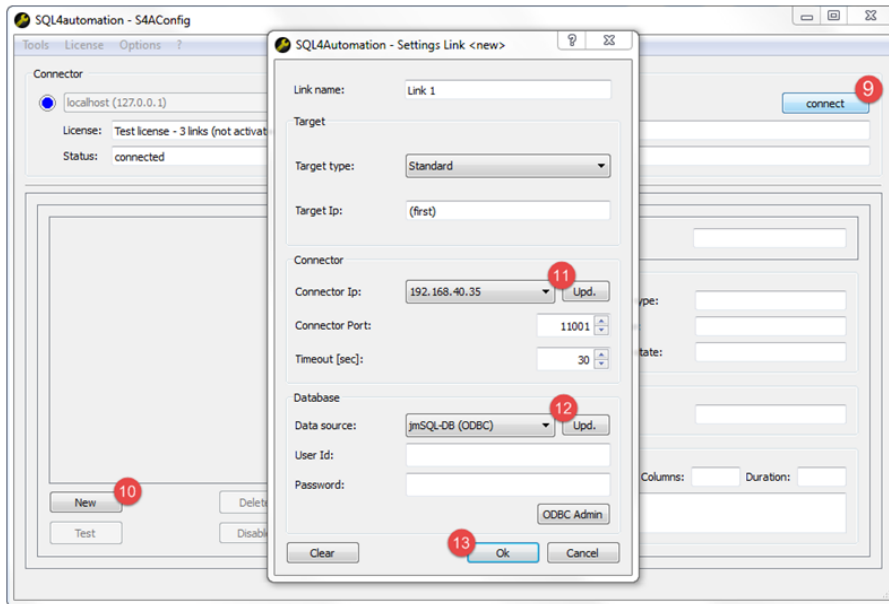 SQL4automation - S4AConfig
Tools License Options ?
Connector
localhost (127.0.0.1)
connect
9
License: Test license - 3 links (not activat
Status: connected
SQL4Automation - Settings Link <new>
Link name: Link 1
Target
Target type: Standard
Target Ip: (first)
Connector
11
Connector Ip: 192.168.40.35 Upd.
ype:
Connector Port: 11001
Timeout [sec]: 30
tate:
Database
12
Data source: jmSQL-DB (ODBC) Upd.
User Id:
Password:
Columns: Duration:
ODBC Admin
New 10 Delet
Test Disabl
13
Clear Ok Cancel